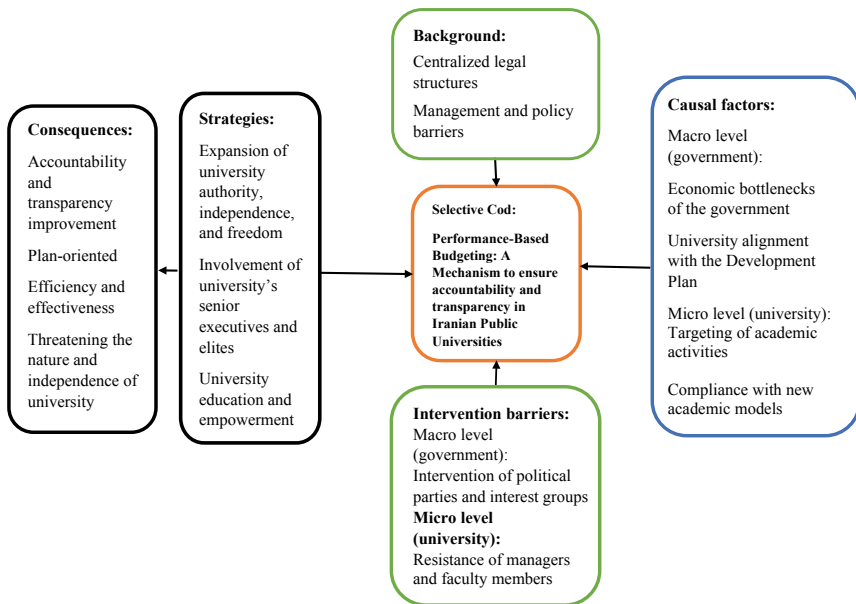 Background:
Centralized legal
structures
Management and policy
barriers
Consequences:
Accountability
and
transparency
improvement
Plan-oriented
Efficiency and
effectiveness
Threatening the
nature and
independence of
university
Strategies:
Expansion of
university
authority,
independence,
and freedom
Involvement of
university's
senior
executives and
elites
University
education and
empowerment
Selective Cod:
Performance-Based
Budgeting: A
Mechanism to ensure
accountability and
transparency in
Iranian Public
Universities
Causal factors:
Macro level
(government):
Economic bottlenecks
of the government
University alignment
with the Development
Plan
Micro level (university):
Targeting of academic
activities
Compliance with new
academic models
Intervention barriers:
Macro level
(government):
Intervention of political
parties and interest groups
Micro level
(university):
Resistance of managers
and faculty members